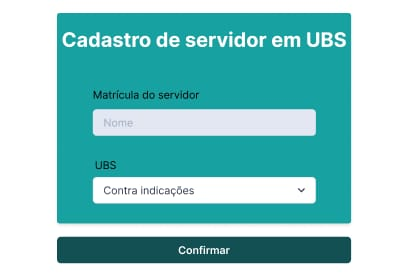 Cadastro de servidor em UBS
Matrícula do servidor
Nome
UBS
Contra indicações
Confirmar